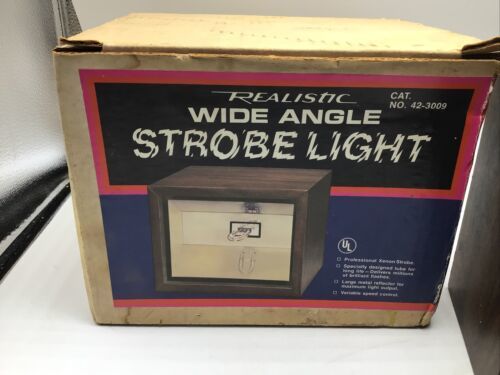 REALISTIC
CAT.
NO. 42-3009
WIDE ANGLE
STROBE LIGHT
UL
Professional Xenon Strobe.
Specially designed tube for
long life—Delivers millions
of brilliant flashes.
Large metal reflector for
maximum light output.
Variable speed control.